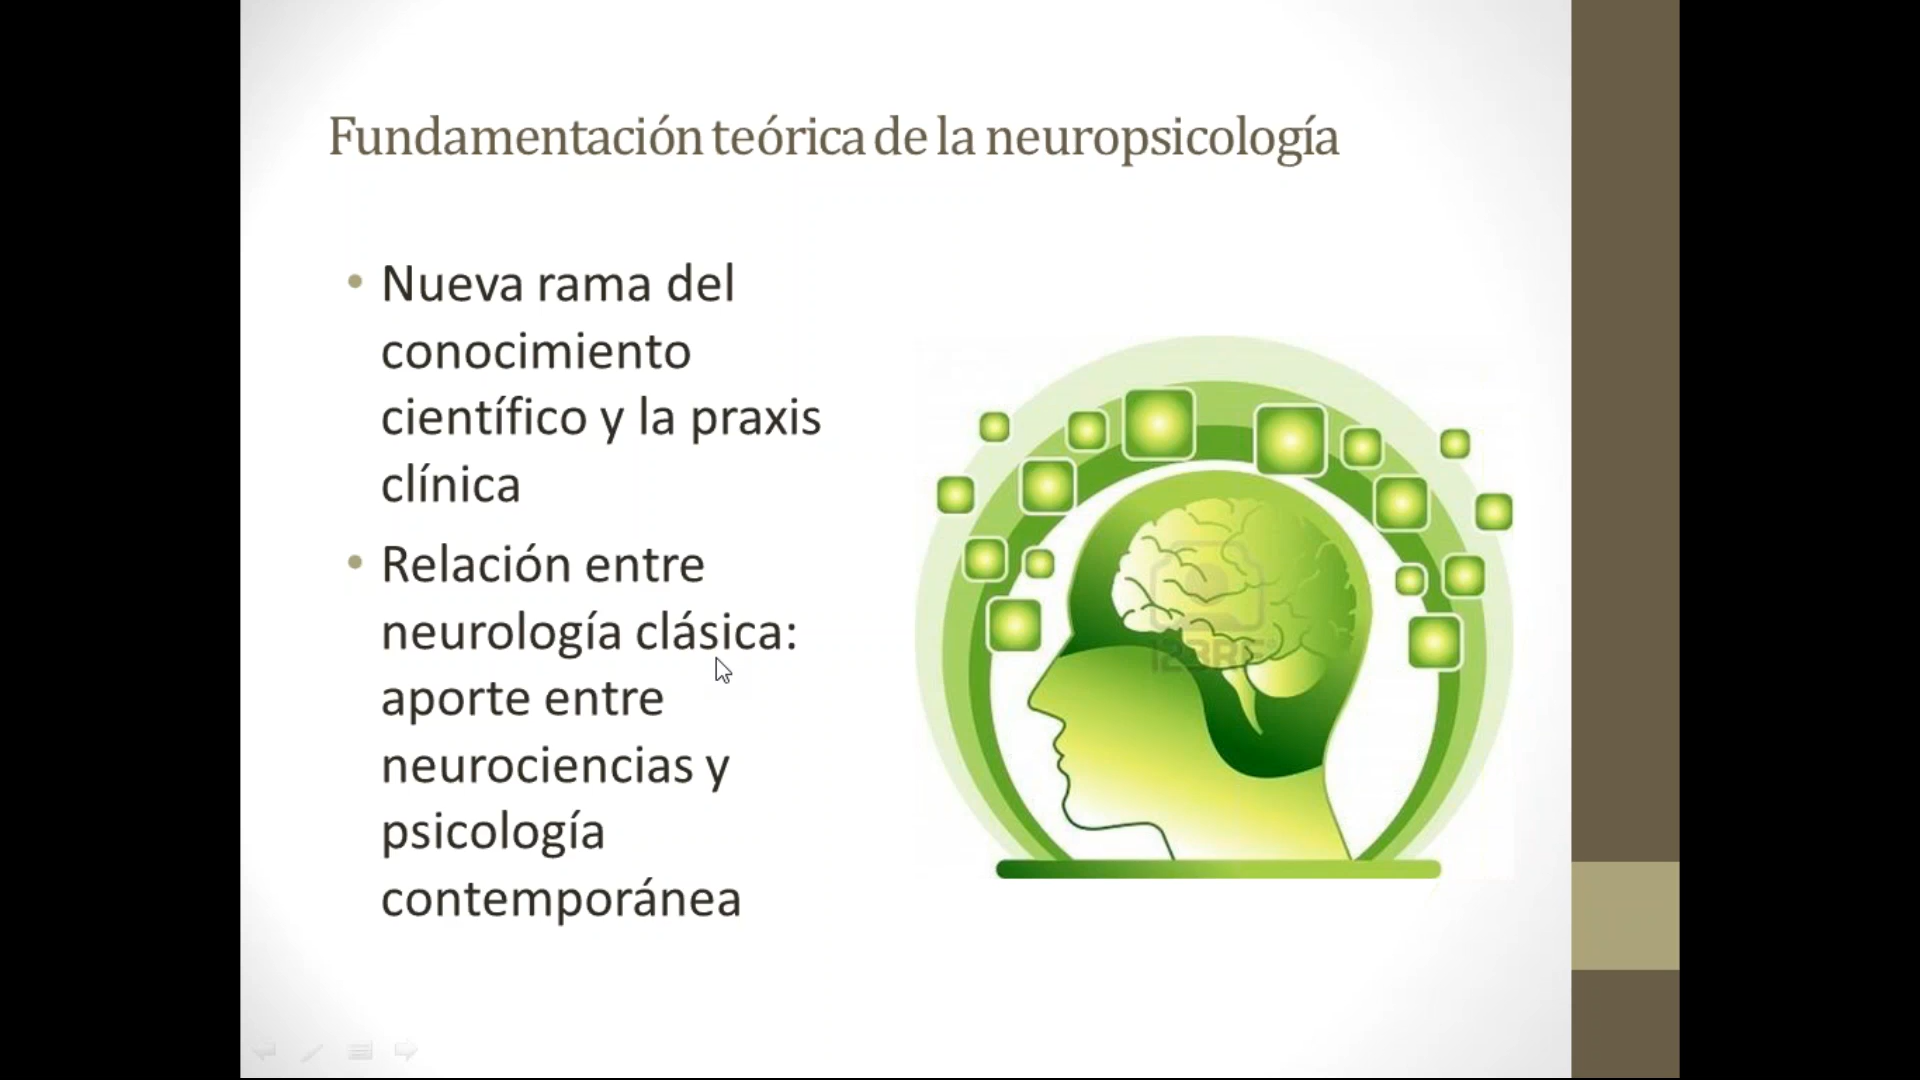 Fundamentación teórica de la neuropsicología
• Nueva rama del
conocimiento
científico y la praxis
clínica
• Relación entre
neurología clásica:
aporte entre
neurociencias y
psicología
contemporánea
123RF